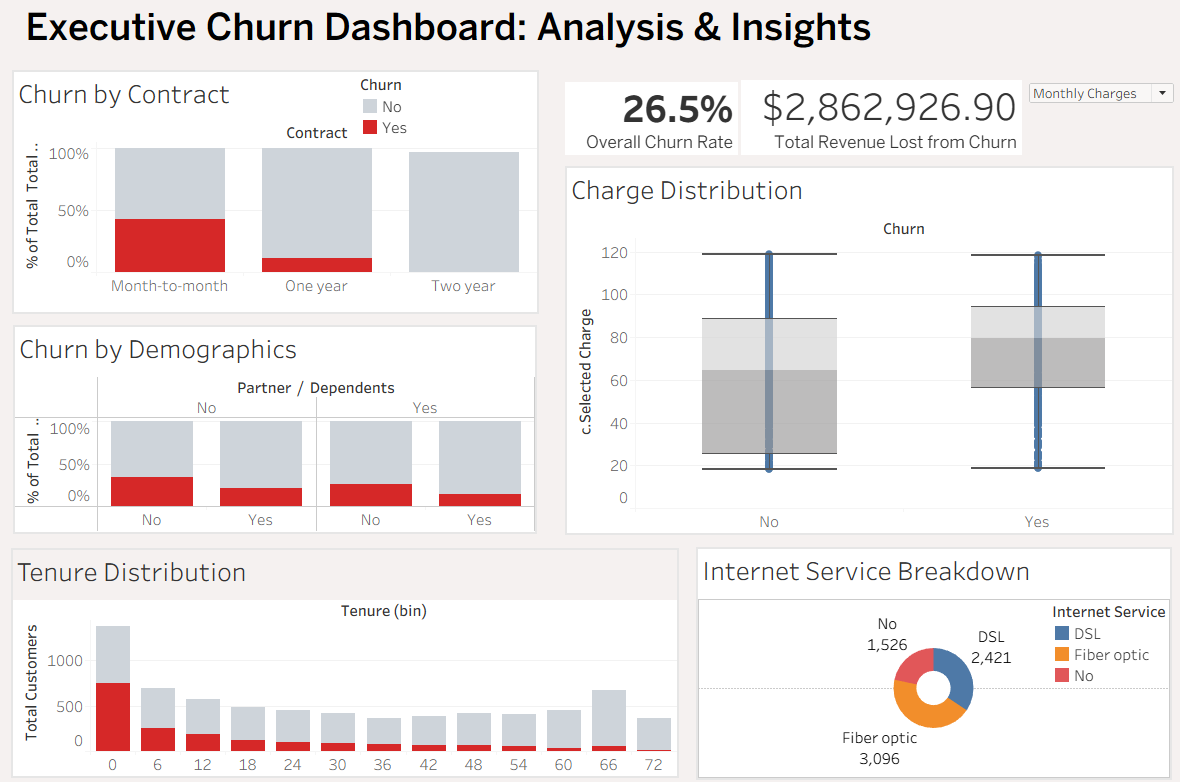 Executive Churn Dashboard: Analysis & Insights
Churn by Contract
Churn
No
Yes
Contract
% of Total Total ..
100%
50%
0%
Month-to-month
One year
Two year
26.5%
Overall Churn Rate
$2,862,926.90
Total Revenue Lost from Churn
Monthly Charges
Charge Distribution
Churn
c.Selected Charge
120
100
80
60
40
20
0
No
Yes
Churn by Demographics
Partner / Dependents
No
Yes
% of Total ..
100%
50%
0%
No
Yes
No
Yes
Tenure Distribution
Tenure (bin)
Total Customers
1000
500
0
0
6
12
18
24
30
36
42
48
54
60
66
72
Internet Service Breakdown
No
1,526
DSL
2,421
Fiber optic
3,096
Internet Service
DSL
Fiber optic
No